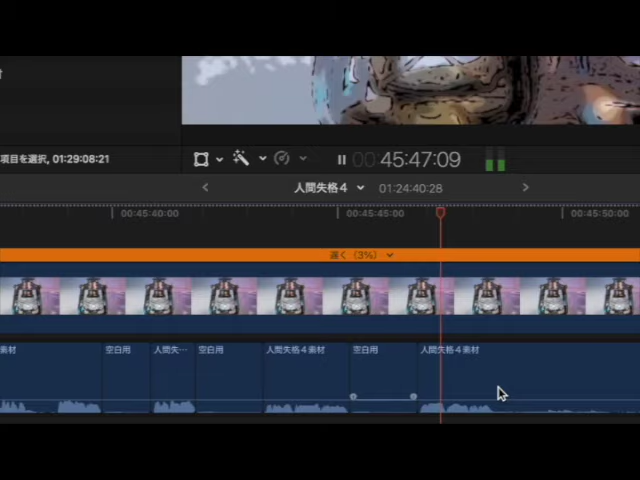 項目を選択, 01:29:08:21
00:45:47:09
人間失格４
01:24:40:28
00:45:40:00
00:45:45:00
00:45:50:00
遅く（3%）
素材
空白用
人間失…
空白用
人間失格４素材
空白用
人間失格４素材